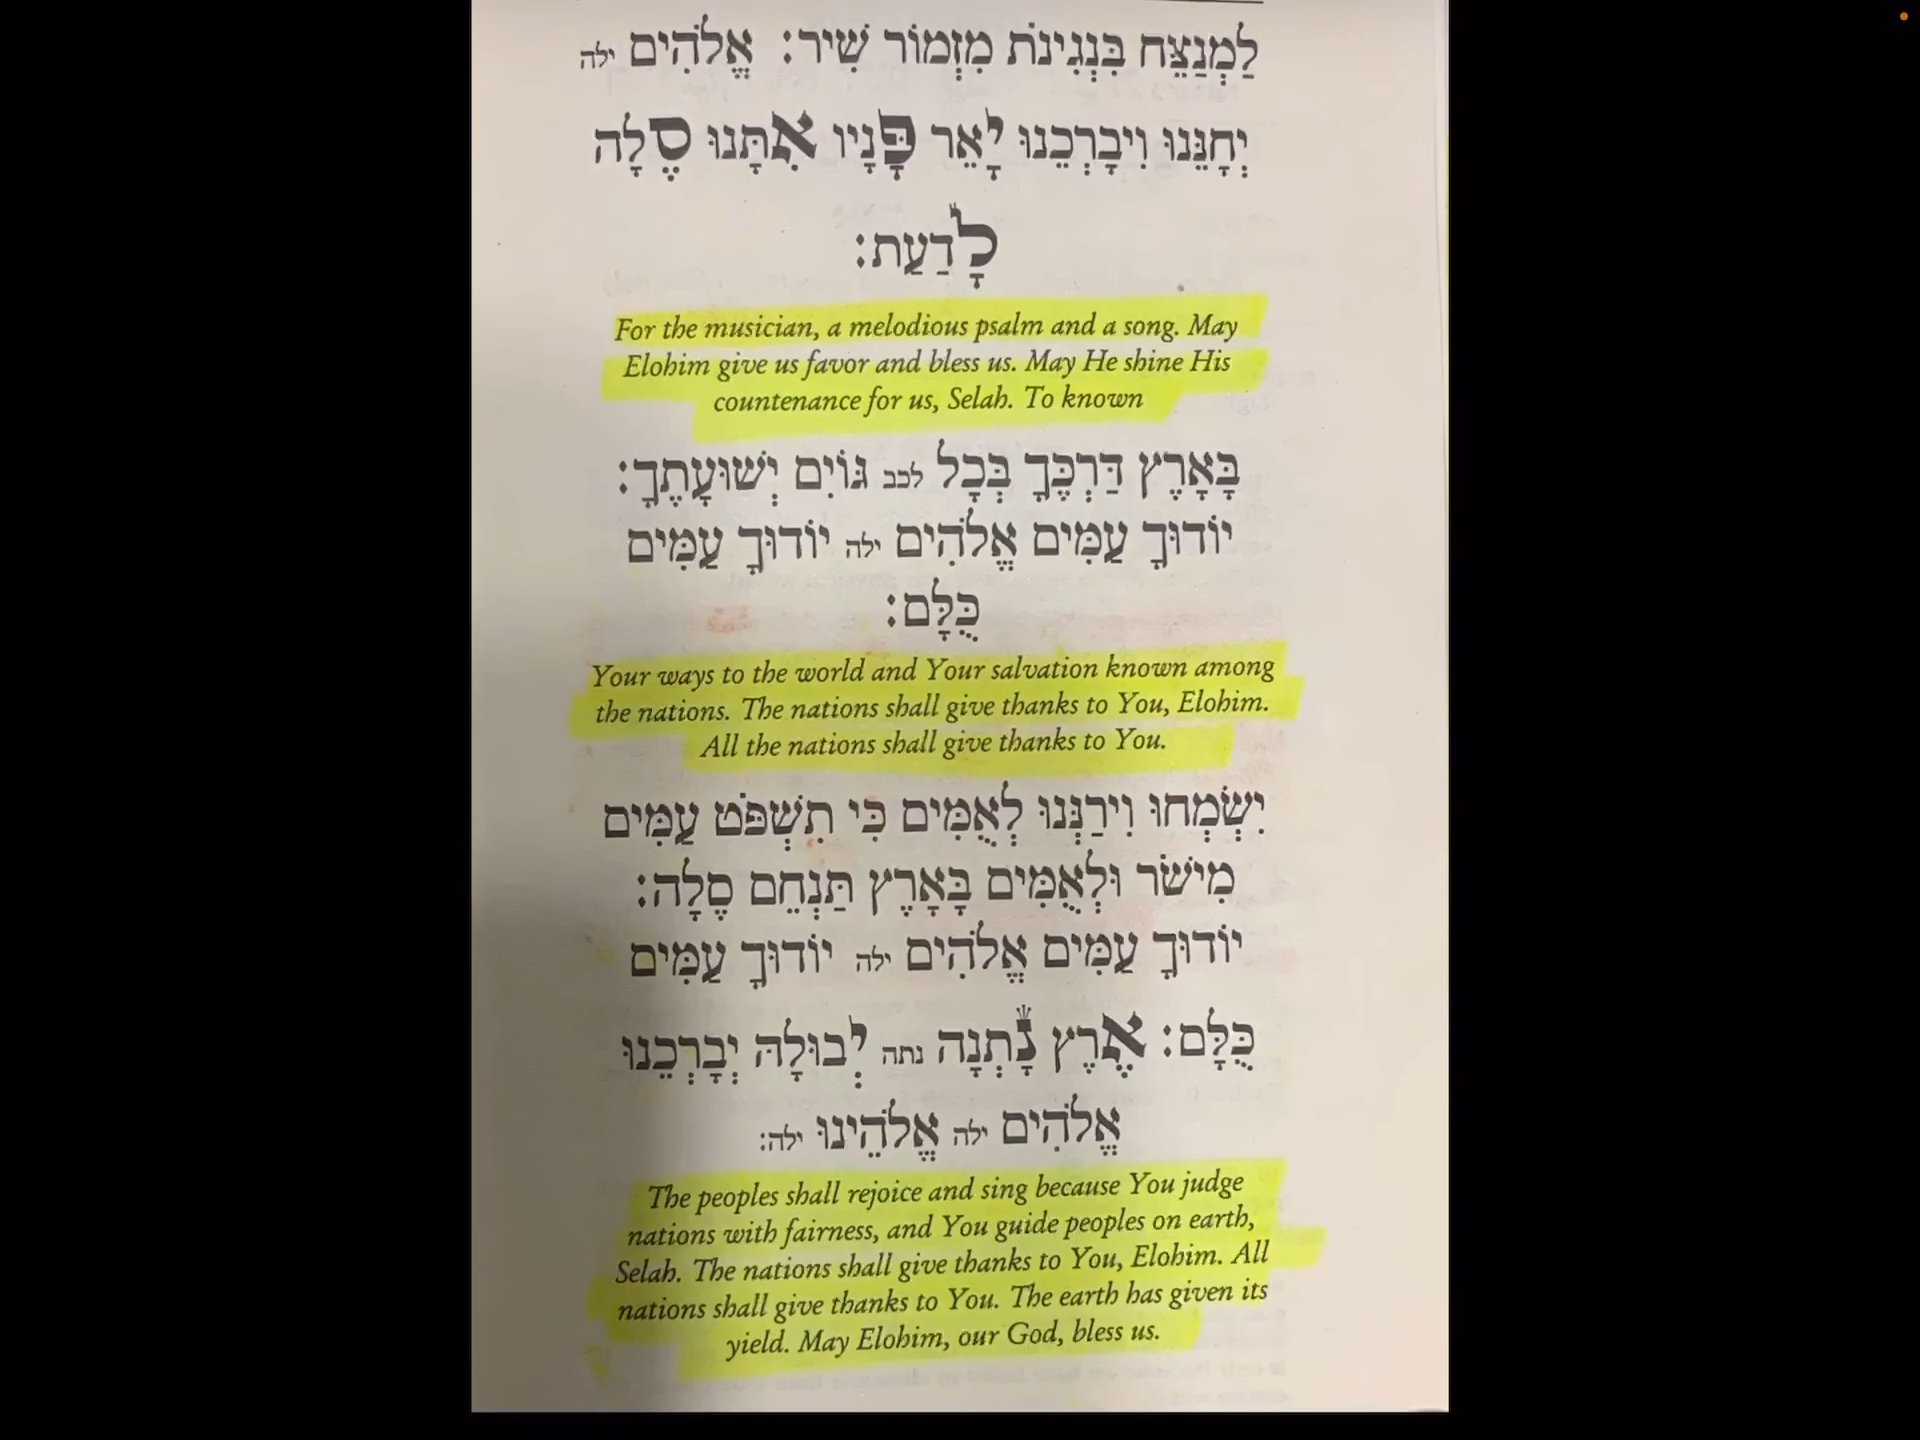 לַמְנַצֵּחַ בִּנְגִינֹת מִזְמוֹר שִׁיר: אֱלֹהִים ילה
יְחָנֵּנוּ וִיבָרְכֵנוּ יָאֵר פָּנָיו אִתָּנוּ סֶלָה
לָדַעַת:
For the musician, a melodious psalm and a song. May
Elohim give us favor and bless us. May He shine His
countenance for us, Selah. To known
בָּאָרֶץ דַּרְכֶּךָ בְּכָל לכב גּוֹיִם יְשׁוּעָתֶךָ:
יוֹדוּךָ עַמִּים אֱלֹהִים ילה יוֹדוּךָ עַמִּים
כֻּלָּם:
Your ways to the world and Your salvation known among
the nations. The nations shall give thanks to You, Elohim.
All the nations shall give thanks to You.
יִשְׂמְחוּ וִירַנְּנוּ לְאֻמִּים כִּי תִשְׁפֹּט עַמִּים
מִישֹׁר וּלְאֻמִּים בָּאָרֶץ תַּנְחֵם סֶלָה:
יוֹדוּךָ עַמִּים אֱלֹהִים ילה יוֹדוּךָ עַמִּים
כֻּלָּם: אֶרֶץ נָתְנָה נתה יְבוּלָהּ יְבָרְכֵנוּ
אֱלֹהִים ילה אֱלֹהֵינוּ ילה:
The peoples shall rejoice and sing because You judge
nations with fairness, and You guide peoples on earth,
Selah. The nations shall give thanks to You, Elohim. All
nations shall give thanks to You. The earth has given its
yield. May Elohim, our God, bless us.